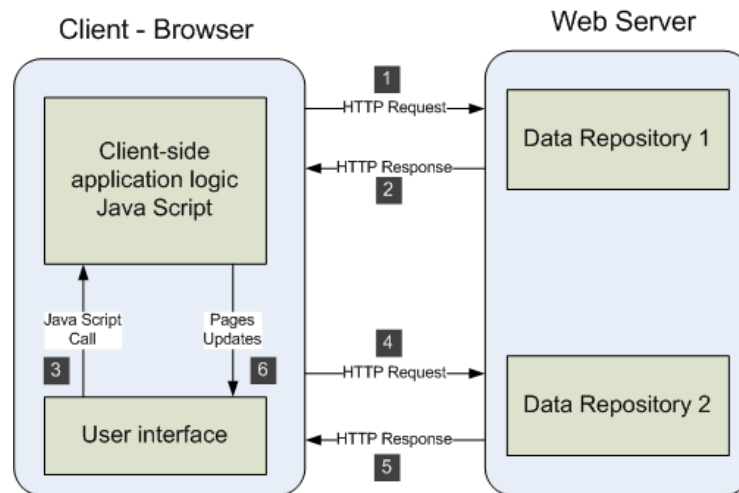 Client - Browser
Web Server
1
HTTP Request
HTTP Response
2
Client-side
application logic
Java Script
Data Repository 1
Java Script
Call
3
Pages
Updates
6
4
HTTP Request
HTTP Response
5
User interface
Data Repository 2